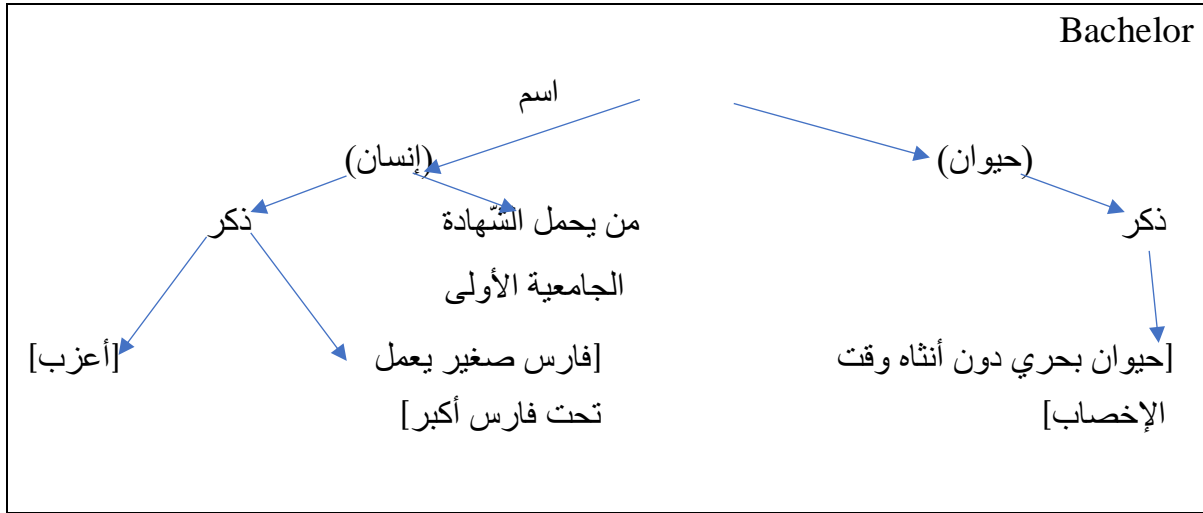 Bachelor
اسم
(حيوان) (إنسان)
ذكر من يحمل الشّهادة ذكر
الجامعية الأولى
[حيوان بحري دون أنثاه وقت [فارس صغير يعمل [أعزب]
الإخصاب] تحت فارس أكبر]